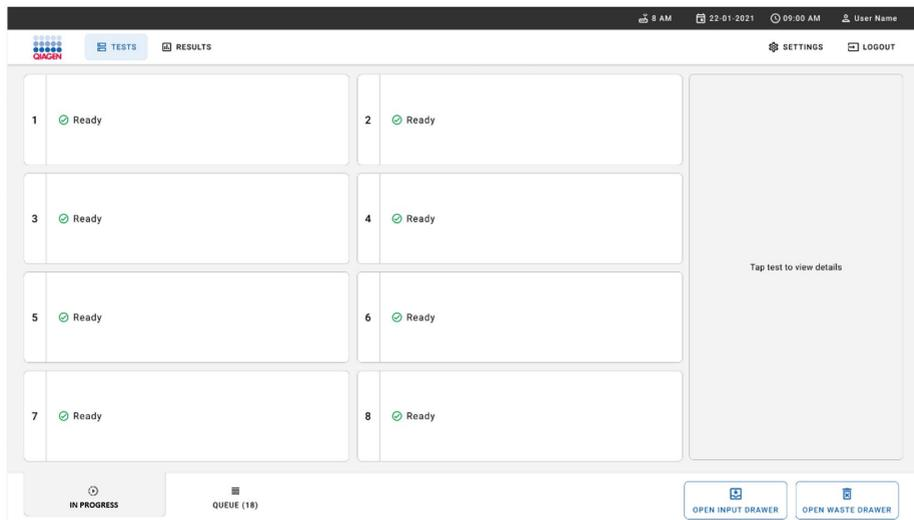 8 AM 22-01-2021 09:00 AM User Name
QIAGEN TESTS RESULTS SETTINGS LOGOUT
1 Ready 2 Ready
3 Ready 4 Ready
Tap test to view details
5 Ready 6 Ready
7 Ready 8 Ready
IN PROGRESS QUEUE (18) OPEN INPUT DRAWER OPEN WASTE DRAWER